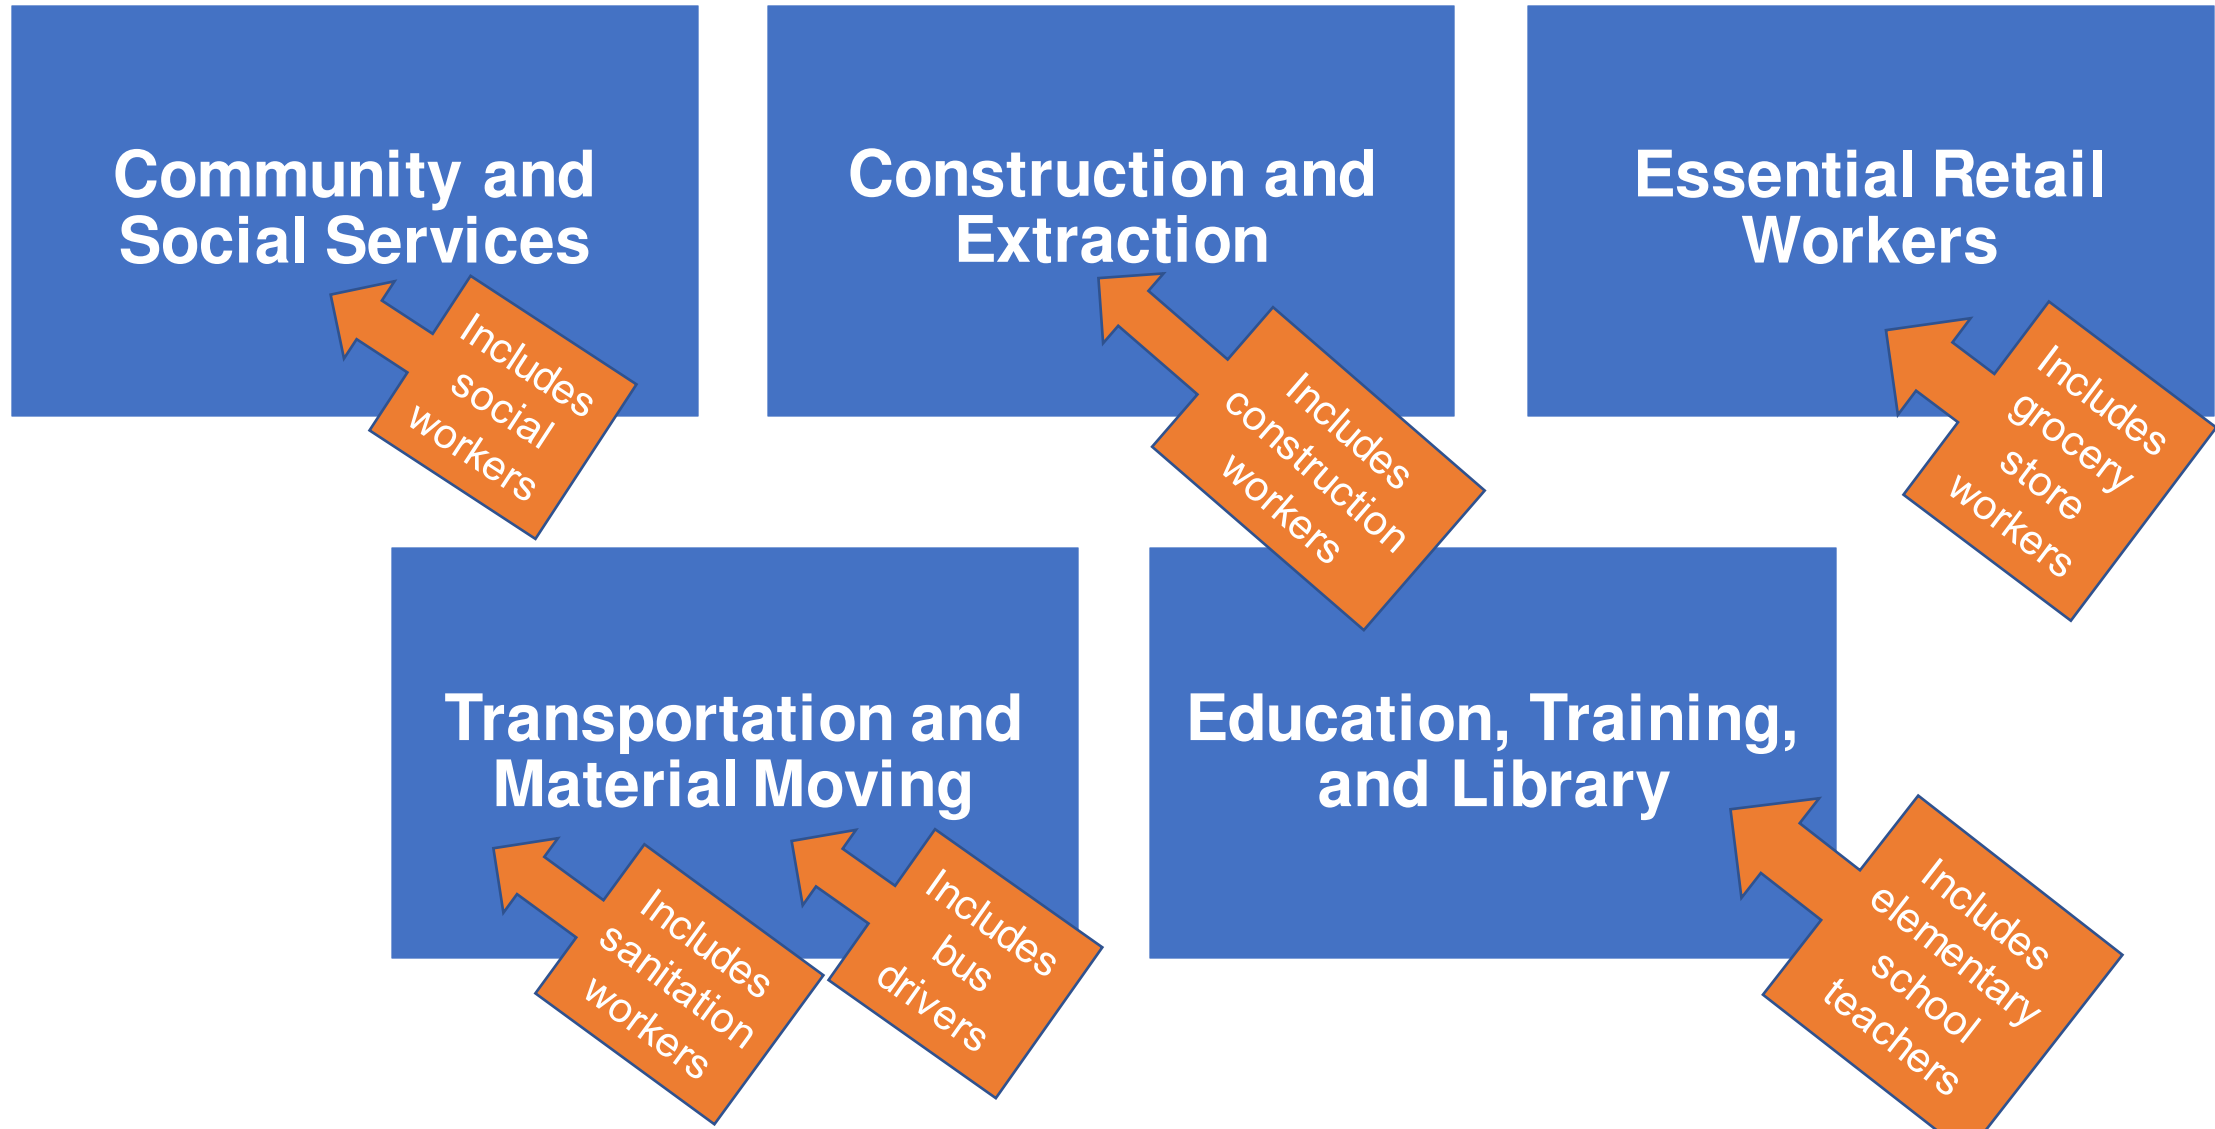 Community and
Social Services
Includes
social
workers
Construction and
Extraction
Includes
construction
workers
Essential Retail
Workers
Includes
grocery
store
workers
Transportation and
Material Moving
Includes
sanitation
workers
Includes
bus
drivers
Education, Training,
and Library
Includes
elementary
school
teachers